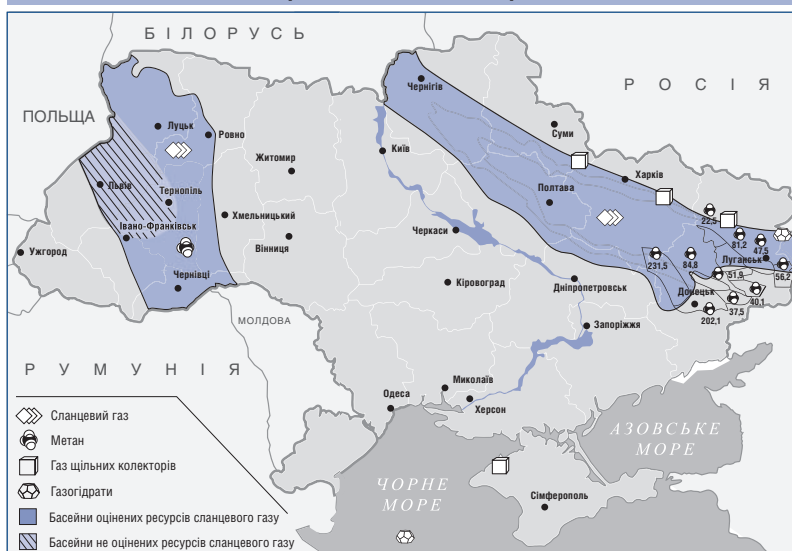 БІЛОРУСЬ
РОСІЯ
ПОЛЬЩА
Чернігів
Луцьк
Ровно
Суми
Київ
Житомир
Харків
Львів
Тернопіль
Полтава
22,5
Хмельницький
Івано-Франківськ
Черкаси
81,2
47,5
Ужгород
Вінниця
231,5
84,8
Луганськ
56,2
51,9
Чернівці
Кіровоград
Дніпропетровськ
Донецьк
40,1
37,5
202,1
МОЛДОВА
Запоріжжя
РУМУНІЯ
Миколаїв
Одеса
Херсон
АЗОВСЬКЕ
МОРЕ
ЧОРНЕ
МОРЕ
Сімферополь
Сланцевий газ
Метан
Газ щільних колекторів
Газогідрати
Басейни оцінених ресурсів сланцевого газу
Басейни не оцінених ресурсів сланцевого газу